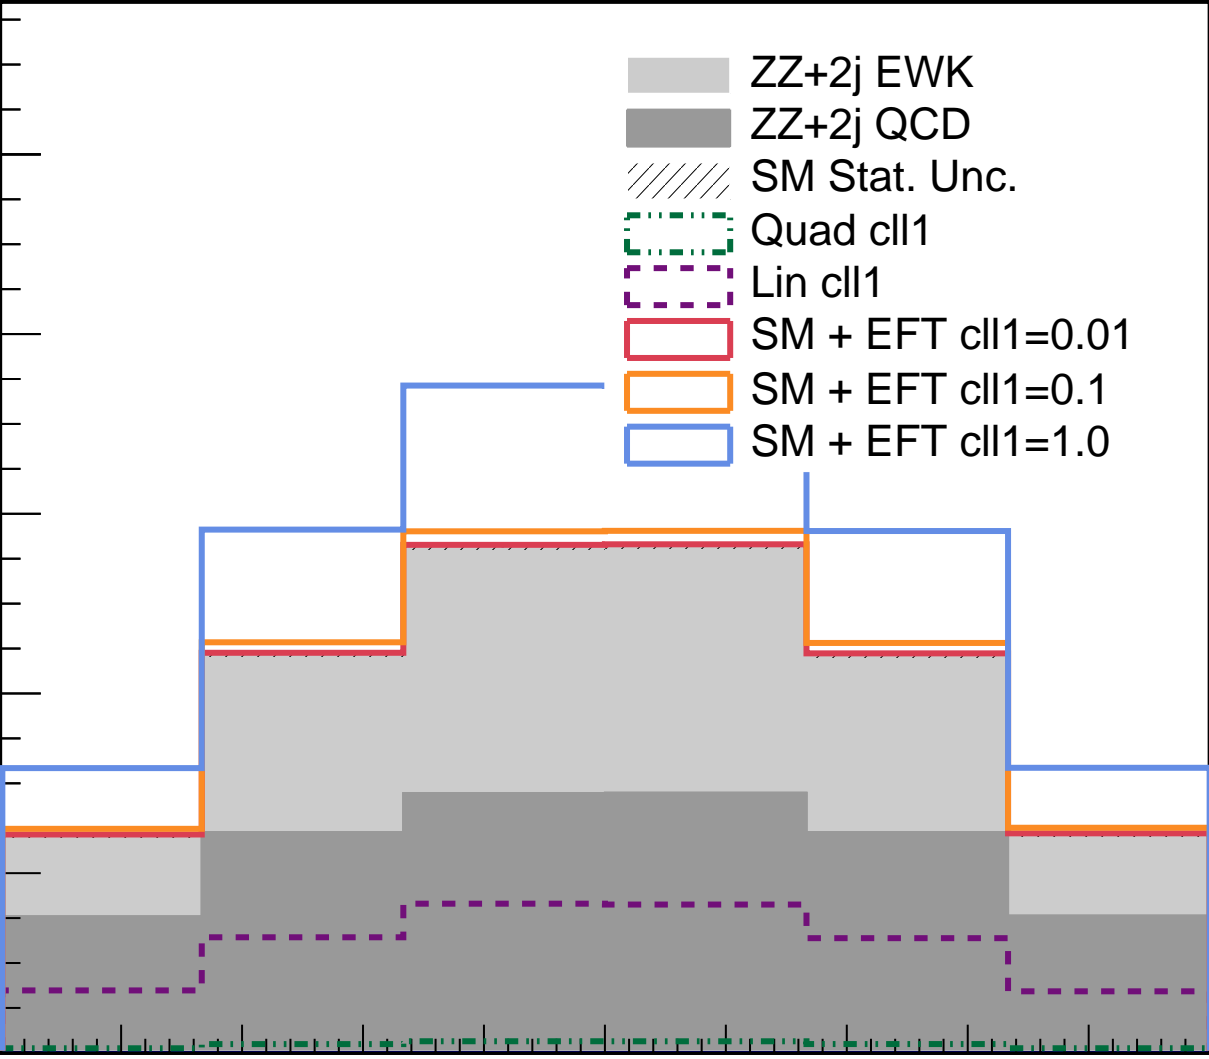 ZZ+2j EWK
ZZ+2j QCD
SM Stat. Unc.
Quad cll1
Lin cll1
SM + EFT cll1=0.01
SM + EFT cll1=0.1
SM + EFT cll1=1.0